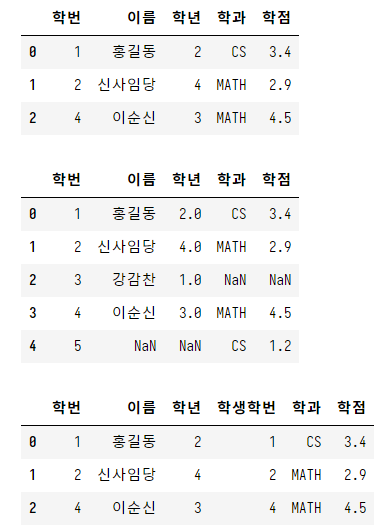 학번 이름 학년 학과 학점
0 1 홍길동 2 CS 3.4
1 2 신사임당 4 MATH 2.9
2 4 이순신 3 MATH 4.5
학번 이름 학년 학과 학점
0 1 홍길동 2.0 CS 3.4
1 2 신사임당 4.0 MATH 2.9
2 3 강감찬 1.0 NaN NaN
3 4 이순신 3.0 MATH 4.5
4 5 NaN NaN CS 1.2
학번 이름 학년 학생학번 학과 학점
0 1 홍길동 2 1 CS 3.4
1 2 신사임당 4 2 MATH 2.9
2 4 이순신 3 4 MATH 4.5